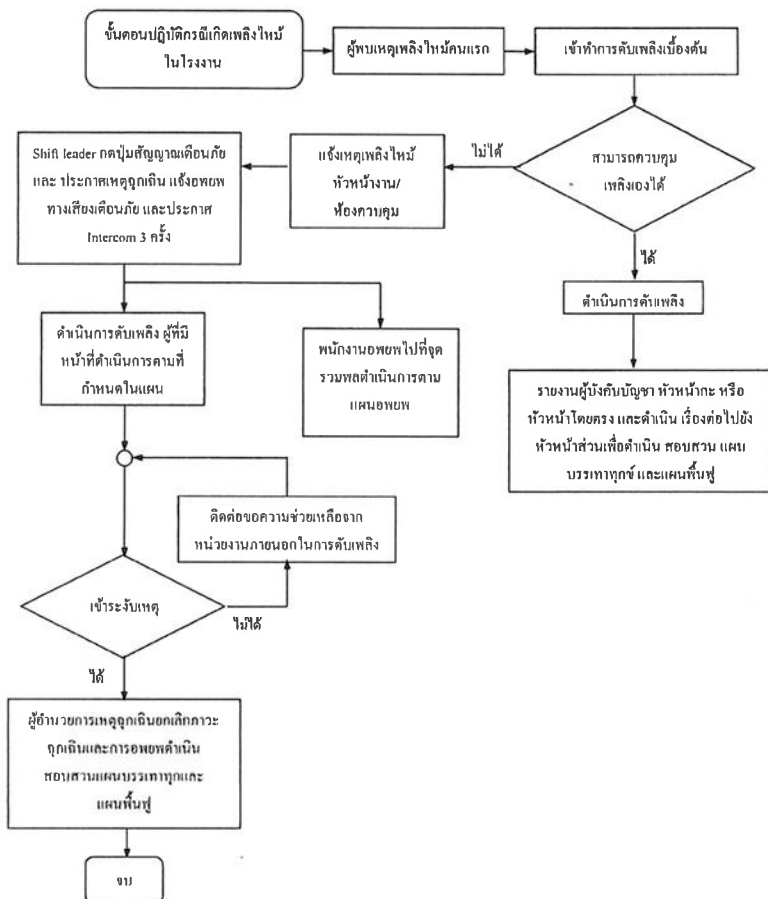 ขั้นตอนปฏิบัติกรณีเกิดเพลิงไหม้
ในโรงงาน
ผู้พบเหตุเพลิงไหม้คนแรก
เข้าทำการดับเพลิงเบื้องต้น
สามารถควบคุม
เพลิงเองได้
ไม่ได้
แจ้งเหตุเพลิงไหม้
หัวหน้างาน/
ห้องควบคุม
Shift leader กดปุ่มสัญญาณเตือนภัย
และ ประกาศเหตุฉุกเฉิน แจ้งอพยพ
ทางเสียงเตือนภัย และประกาศ
Intercom 3 ครั้ง
ได้
ดำเนินการดับเพลิง
รายงานผู้บังคับบัญชา หัวหน้ากะ หรือ
หัวหน้าโดยตรง และดำเนิน เรื่องต่อไปยัง
หัวหน้าส่วนเพื่อดำเนิน สอบสวน แผน
บรรเทาทุกข์ และแผนฟื้นฟู
ดำเนินการดับเพลิง ผู้ที่มี
หน้าที่ดำเนินการตามที่
กำหนดในแผน
พนักงานอพยพไปที่จุด
รวมพลดำเนินการตาม
แผนอพยพ
ติดต่อขอความช่วยเหลือจาก
หน่วยงานภายนอกในการดับเพลิง
เข้าระงับเหตุ
ไม่ได้
ได้
ผู้อำนวยการเหตุฉุกเฉินยกเลิกภาวะ
ฉุกเฉินและการอพยพดำเนิน
สอบสวนแผนบรรเทาทุกและ
แผนฟื้นฟู
จบ